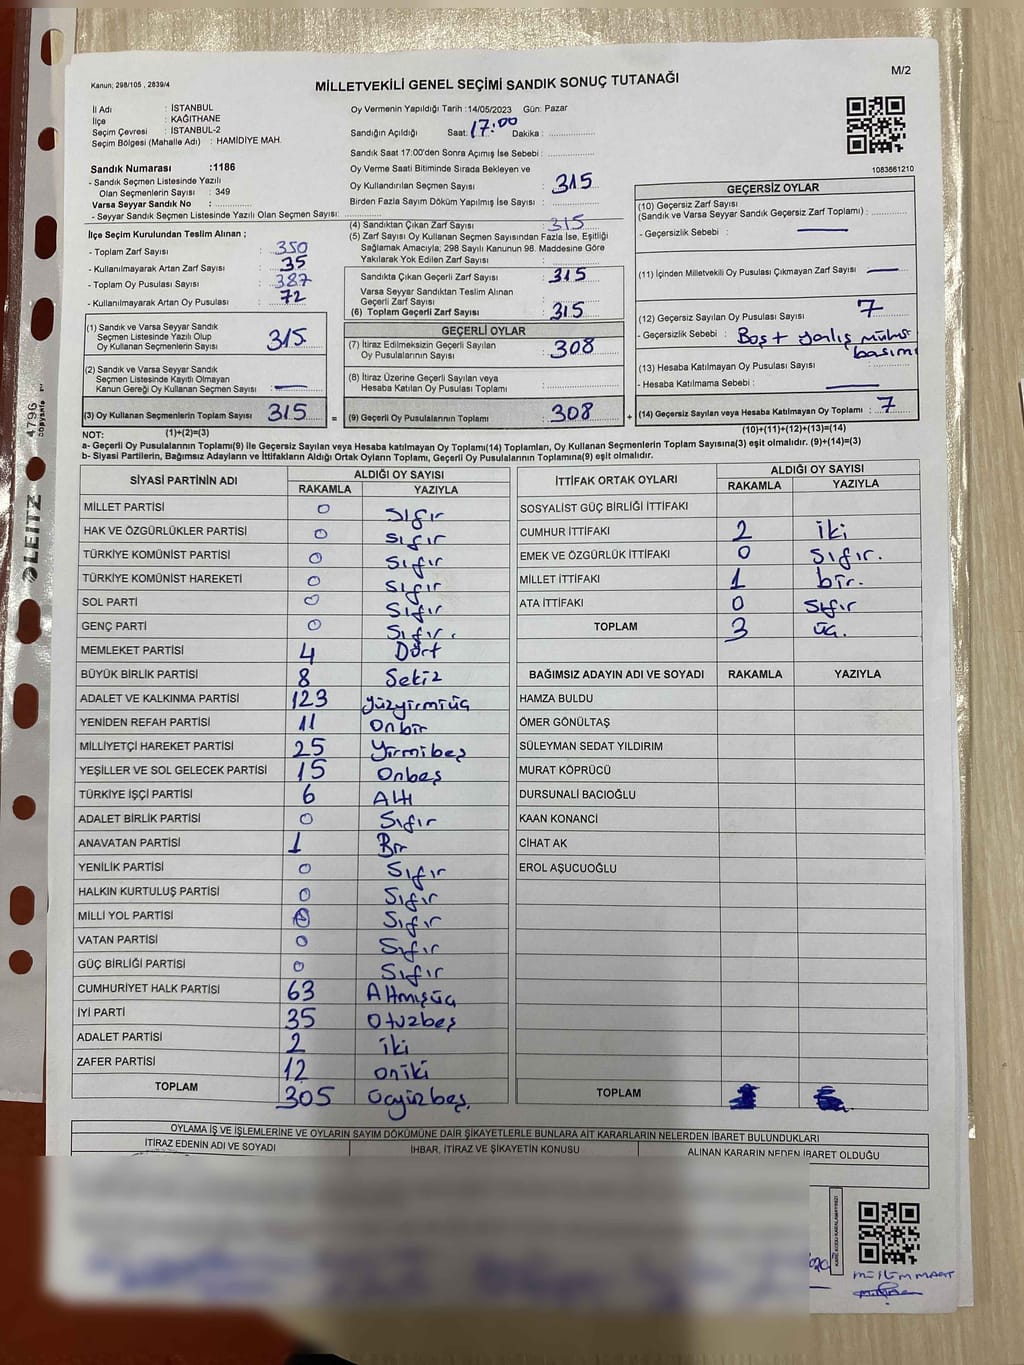 Kanun; 298/105 , 2839/4
MİLLETVEKİLİ GENEL SEÇİMİ SANDIK SONUÇ TUTANAĞI
M/2
İl Adı : İSTANBUL
İlçe : KAĞITHANE
Seçim Çevresi : İSTANBUL-2
Seçim Bölgesi (Mahalle Adı) : HAMİDİYE MAH.
Sandık Numarası :1186
- Sandık Seçmen Listesinde Yazılı
Olan Seçmenlerin Sayısı : 349
Varsa Seyyar Sandık No :
- Seyyar Sandık Seçmen Listesinde Yazılı Olan Seçmen Sayısı:
İlçe Seçim Kurulundan Teslim Alınan ;
- Toplam Zarf Sayısı : 350
- Kullanılmayarak Artan Zarf Sayısı : 35
- Toplam Oy Pusulası Sayısı : 387
- Kullanılmayarak Artan Oy Pusulası : 72
(1) Sandık ve Varsa Seyyar Sandık
Seçmen Listesinde Yazılı Olup
Oy Kullanan Seçmenlerin Sayısı : 315
(2) Sandık ve Varsa Seyyar Sandık
Seçmen Listesinde Kayıtlı Olmayan
Kanun Gereği Oy Kullanan Seçmen Sayısı : —
(3) Oy Kullanan Seçmenlerin Toplam Sayısı : 315 =
Oy Vermenin Yapıldığı Tarih :14/05/2023 Gün: Pazar
Sandığın Açıldığı Saat: 17:00 Dakika :
Sandık Saat 17:00'den Sonra Açımış İse Sebebi :
Oy Verme Saati Bitiminde Sırada Bekleyen ve
Oy Kullandırılan Seçmen Sayısı : 315
Birden Fazla Sayım Döküm Yapılmış İse Sayısı :
(4) Sandıktan Çıkan Zarf Sayısı : 315
(5) Zarf Sayısı Oy Kullanan Seçmen Sayısından Fazla İse, Eşitliği
Sağlamak Amacıyla; 298 Sayılı Kanunun 98. Maddesine Göre
Yakılarak Yok Edilen Zarf Sayısı :
Sandıkta Çıkan Geçerli Zarf Sayısı : 315
Varsa Seyyar Sandıktan Teslim Alınan
Geçerli Zarf Sayısı :
(6) Toplam Geçerli Zarf Sayısı : 315
GEÇERLİ OYLAR
(7) İtiraz Edilmeksizin Geçerli Sayılan
Oy Pusulalarının Sayısı : 308
(8) İtiraz Üzerine Geçerli Sayılan veya
Hesaba Katılan Oy Pusulası Toplamı :
(9) Geçerli Oy Pusulalarının Toplamı : 308 +
1083661210
GEÇERSİZ OYLAR
(10) Geçersiz Zarf Sayısı
(Sandık ve Varsa Seyyar Sandık Geçersiz Zarf Toplamı) :
- Geçersizlik Sebebi : —
(11) İçinden Milletvekili Oy Pusulası Çıkmayan Zarf Sayısı : —
(12) Geçersiz Sayılan Oy Pusulası Sayısı : 7
- Geçersizlik Sebebi : Boş + yanlış mühür
basımı
(13) Hesaba Katılmayan Oy Pusulası Sayısı :
- Hesaba Katılmama Sebebi : —
(14) Geçersiz Sayılan veya Hesaba Katılmayan Oy Toplamı : 7
NOT: (1)+(2)=(3) (10)+(11)+(12)+(13)=(14)
a- Geçerli Oy Pusulalarının Toplamı(9) ile Geçersiz Sayılan veya Hesaba katılmayan Oy Toplamı(14) Toplamları, Oy Kullanan Seçmenlerin Toplam Sayısına(3) eşit olmalıdır. (9)+(14)=(3)
b- Siyasi Partilerin, Bağımsız Adayların ve İttifakların Aldığı Ortak Oyların Toplamı, Geçerli Oy Pusulalarının Toplamına(9) eşit olmalıdır.
SİYASİ PARTİNİN ADI ALDIĞI OY SAYISI
RAKAMLA YAZIYLA
MİLLET PARTİSİ 0 Sıfır
HAK VE ÖZGÜRLÜKLER PARTİSİ 0 Sıfır
TÜRKİYE KOMÜNİST PARTİSİ 0 Sıfır
TÜRKİYE KOMÜNİST HAREKETİ 0 Sıfır
SOL PARTİ 0 Sıfır
GENÇ PARTİ 0 Sıfır.
MEMLEKET PARTİSİ 4 Dört
BÜYÜK BİRLİK PARTİSİ 8 Sekiz
ADALET VE KALKINMA PARTİSİ 123 yüzyirmiüç
YENİDEN REFAH PARTİSİ 11 Onbir
MİLLİYETÇİ HAREKET PARTİSİ 25 Yirmibeş
YEŞİLLER VE SOL GELECEK PARTİSİ 15 Onbeş
TÜRKİYE İŞÇİ PARTİSİ 6 Altı
ADALET BİRLİK PARTİSİ 0 Sıfır
ANAVATAN PARTİSİ 1 Bir
YENİLİK PARTİSİ 0 Sıfır
HALKIN KURTULUŞ PARTİSİ 0 Sıfır
MİLLİ YOL PARTİSİ 0 Sıfır
VATAN PARTİSİ 0 Sıfır
GÜÇ BİRLİĞİ PARTİSİ 0 Sıfır
CUMHURİYET HALK PARTİSİ 63 Altmışüç
İYİ PARTİ 35 Otuzbeş
ADALET PARTİSİ 2 iki
ZAFER PARTİSİ 12 oniki
TOPLAM 305 üçyüzbeş.
İTTİFAK ORTAK OYLARI ALDIĞI OY SAYISI
RAKAMLA YAZIYLA
SOSYALİST GÜÇ BİRLİĞİ İTTİFAKI
CUMHUR İTTİFAKI 2 iki
EMEK VE ÖZGÜRLÜK İTTİFAKI 0 Sıfır.
MİLLET İTTİFAKI 1 bir.
ATA İTTİFAKI 0 Sıfır
TOPLAM 3 üç.
BAĞIMSIZ ADAYIN ADI VE SOYADI RAKAMLA YAZIYLA
HAMZA BULDU
ÖMER GÖNÜLTAŞ
SÜLEYMAN SEDAT YILDIRIM
MURAT KÖPRÜCÜ
DURSUNALİ BACIOĞLU
KAAN KONANCİ
CİHAT AK
EROL AŞUCUOĞLU
TOPLAM
OYLAMA İŞ VE İŞLEMLERİNE VE OYLARIN SAYIM DÖKÜMÜNE DAİR ŞİKAYETLERLE BUNLARA AİT KARARLARIN NELERDEN İBARET BULUNDUKLARI
İTİRAZ EDENİN ADI VE SOYADI İHBAR, İTİRAZ VE ŞİKAYETİN KONUSU ALINAN KARARIN NEDEN İBARET OLDUĞU
LEITZ
4796